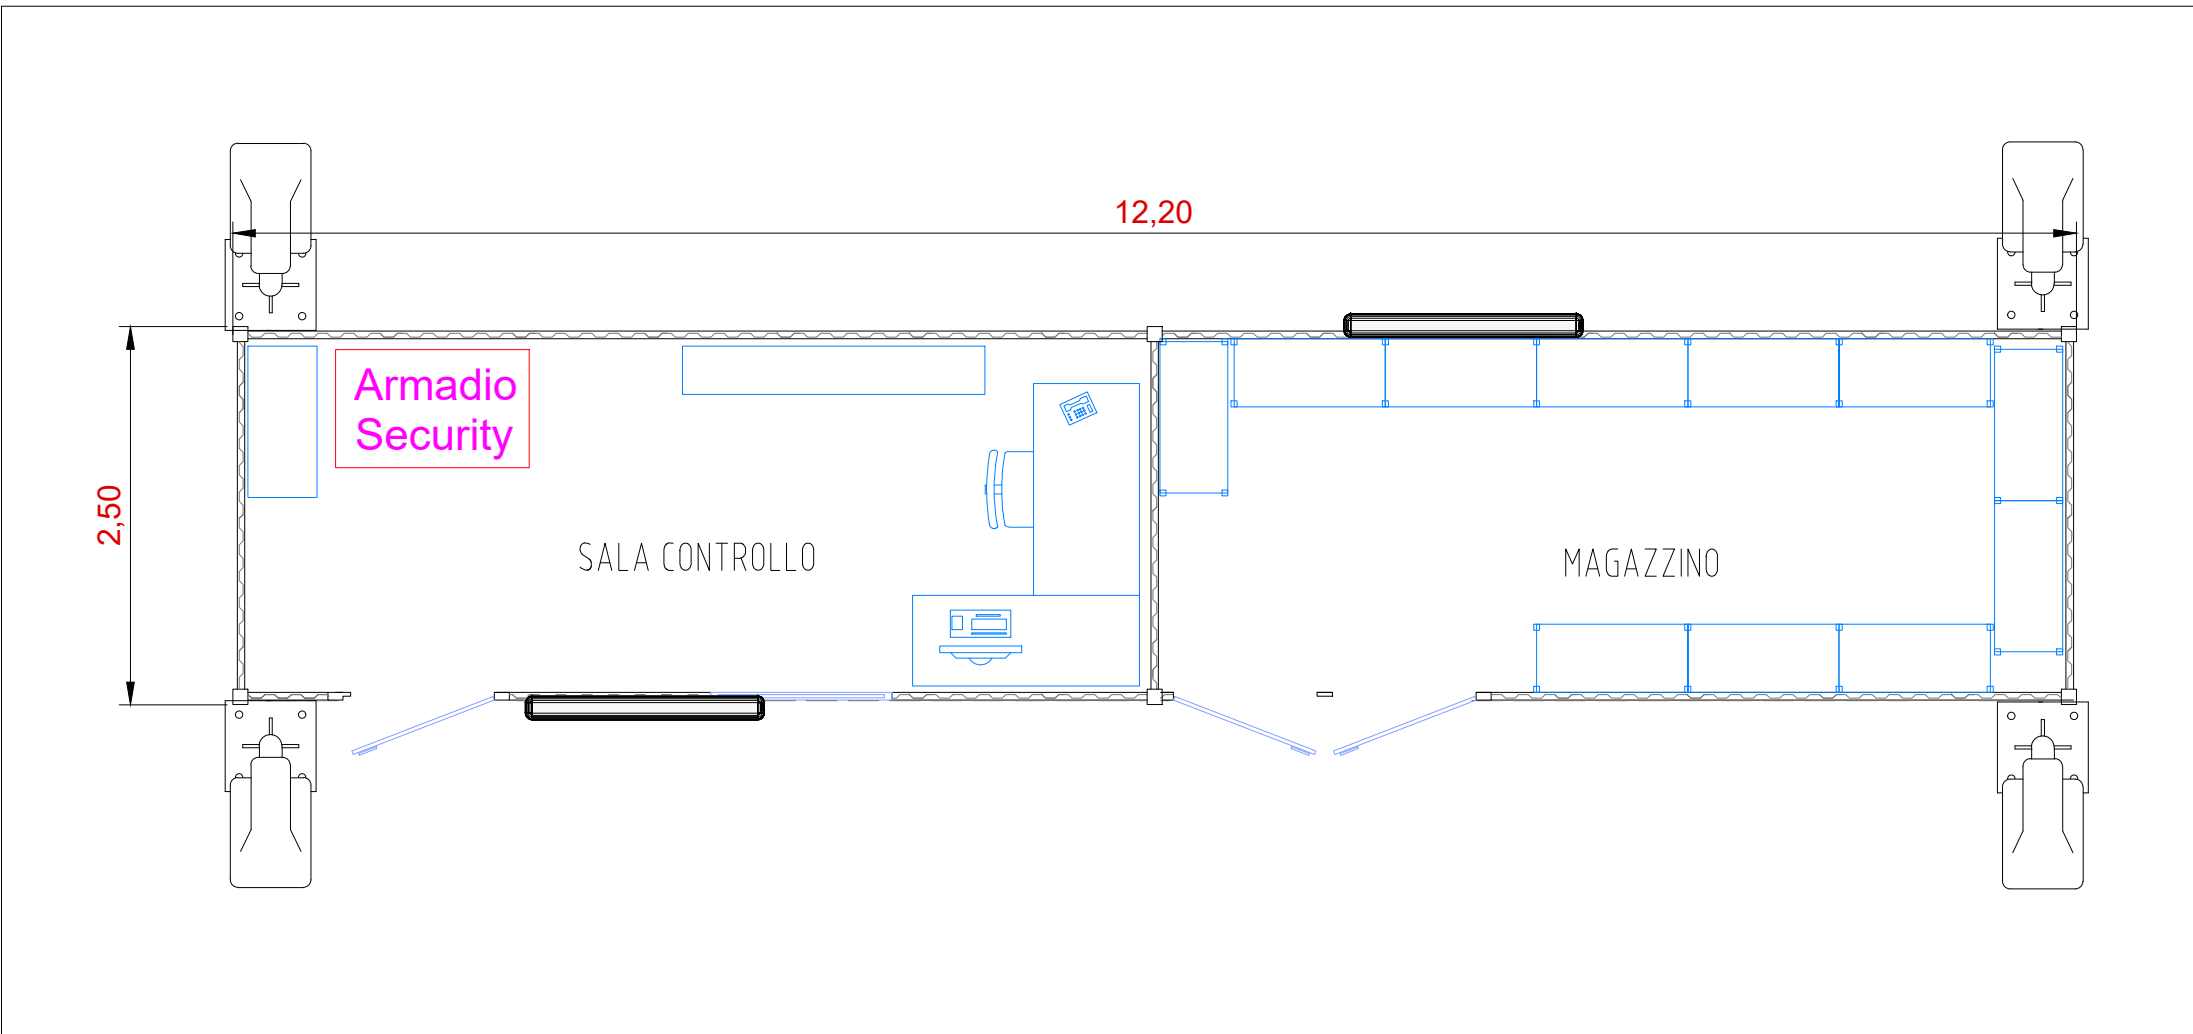 12,20
Armadio
Security
2,50
SALA CONTROLLO
MAGAZZINO